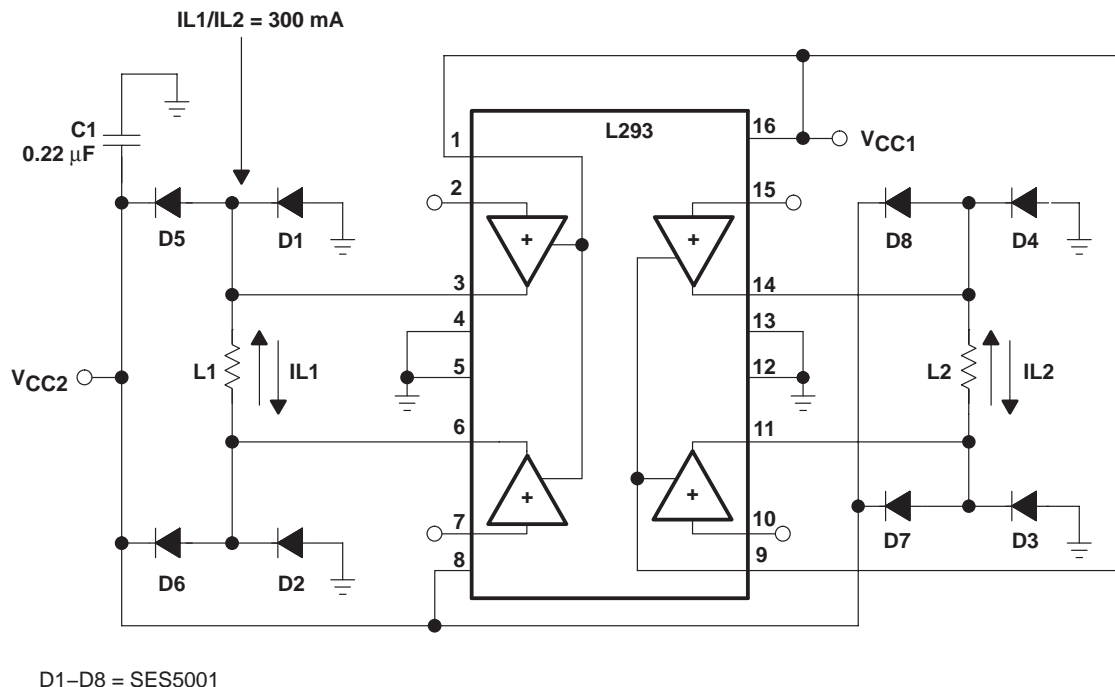 IL1/IL2 = 300 mA
C1
0.22 μF
L293
1
16
VCC1
2
15
D5
D1
D8
D4
+
+
3
14
4
13
VCC2
L1
IL1
5
12
L2
IL2
6
11
+
+
7
10
D6
D2
8
9
D7
D3
D1–D8 = SES5001